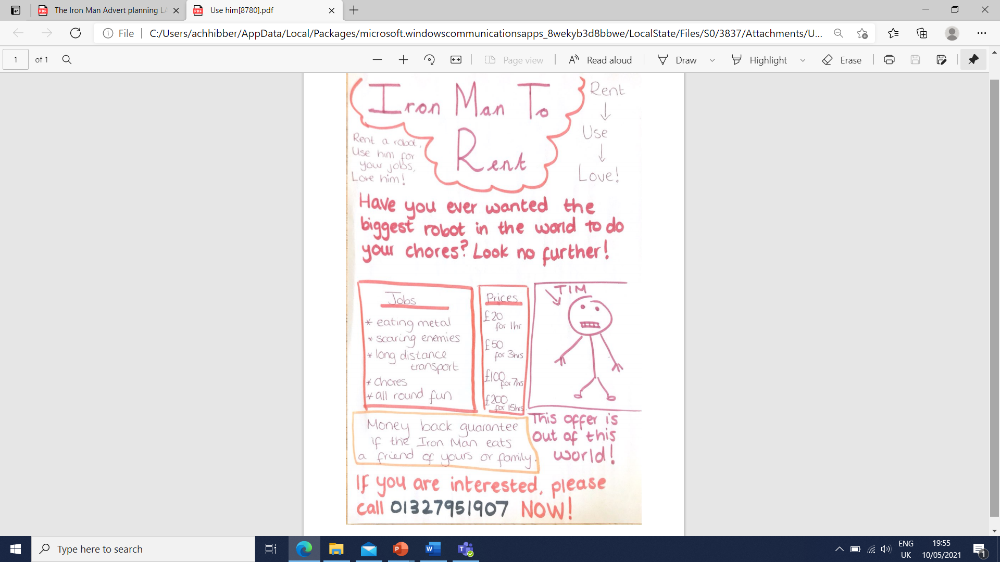 The Iron Man Advert planning LA
Use him[8780].pdf
File
C:/Users/achhibber/AppData/Local/Packages/microsoft.windowscommunicationsapps_8wekyb3d8bbwe/LocalState/Files/S0/3837/Attachments/U...
1 of 1
Page view
Read aloud
Draw
Highlight
Erase
Iron Man To
Rent
Rent a robot,
Use him for
your jobs,
Love him!
Rent
Use
Love!
Have you ever wanted the
biggest robot in the world to do
your chores? Look no further!
Jobs
* eating metal
* scaring enemies
* long distance
transport
* chores
* all round fun
Prices
£20
for 1hr
£50
for 3hrs
£100
for 7hrs
£200
for 15hrs
TIM
Money back guarantee
if the Iron Man eats
a friend of yours or family.
This offer is
out of this
world!
If you are interested, please
call 01327951907 NOW!
Type here to search
ENG
UK
19:55
10/05/2021
1